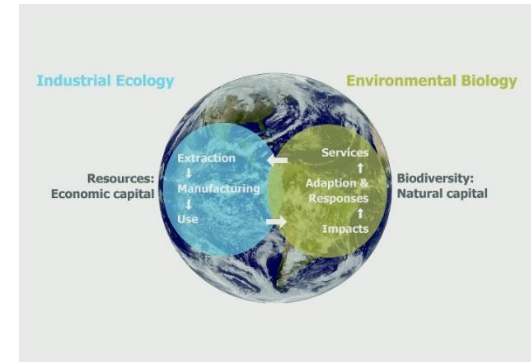 Industrial Ecology
Environmental Biology
Resources:
Economic capital
Extraction
Manufacturing
Use
Services
Adaption &
Responses
Impacts
Biodiversity:
Natural capital